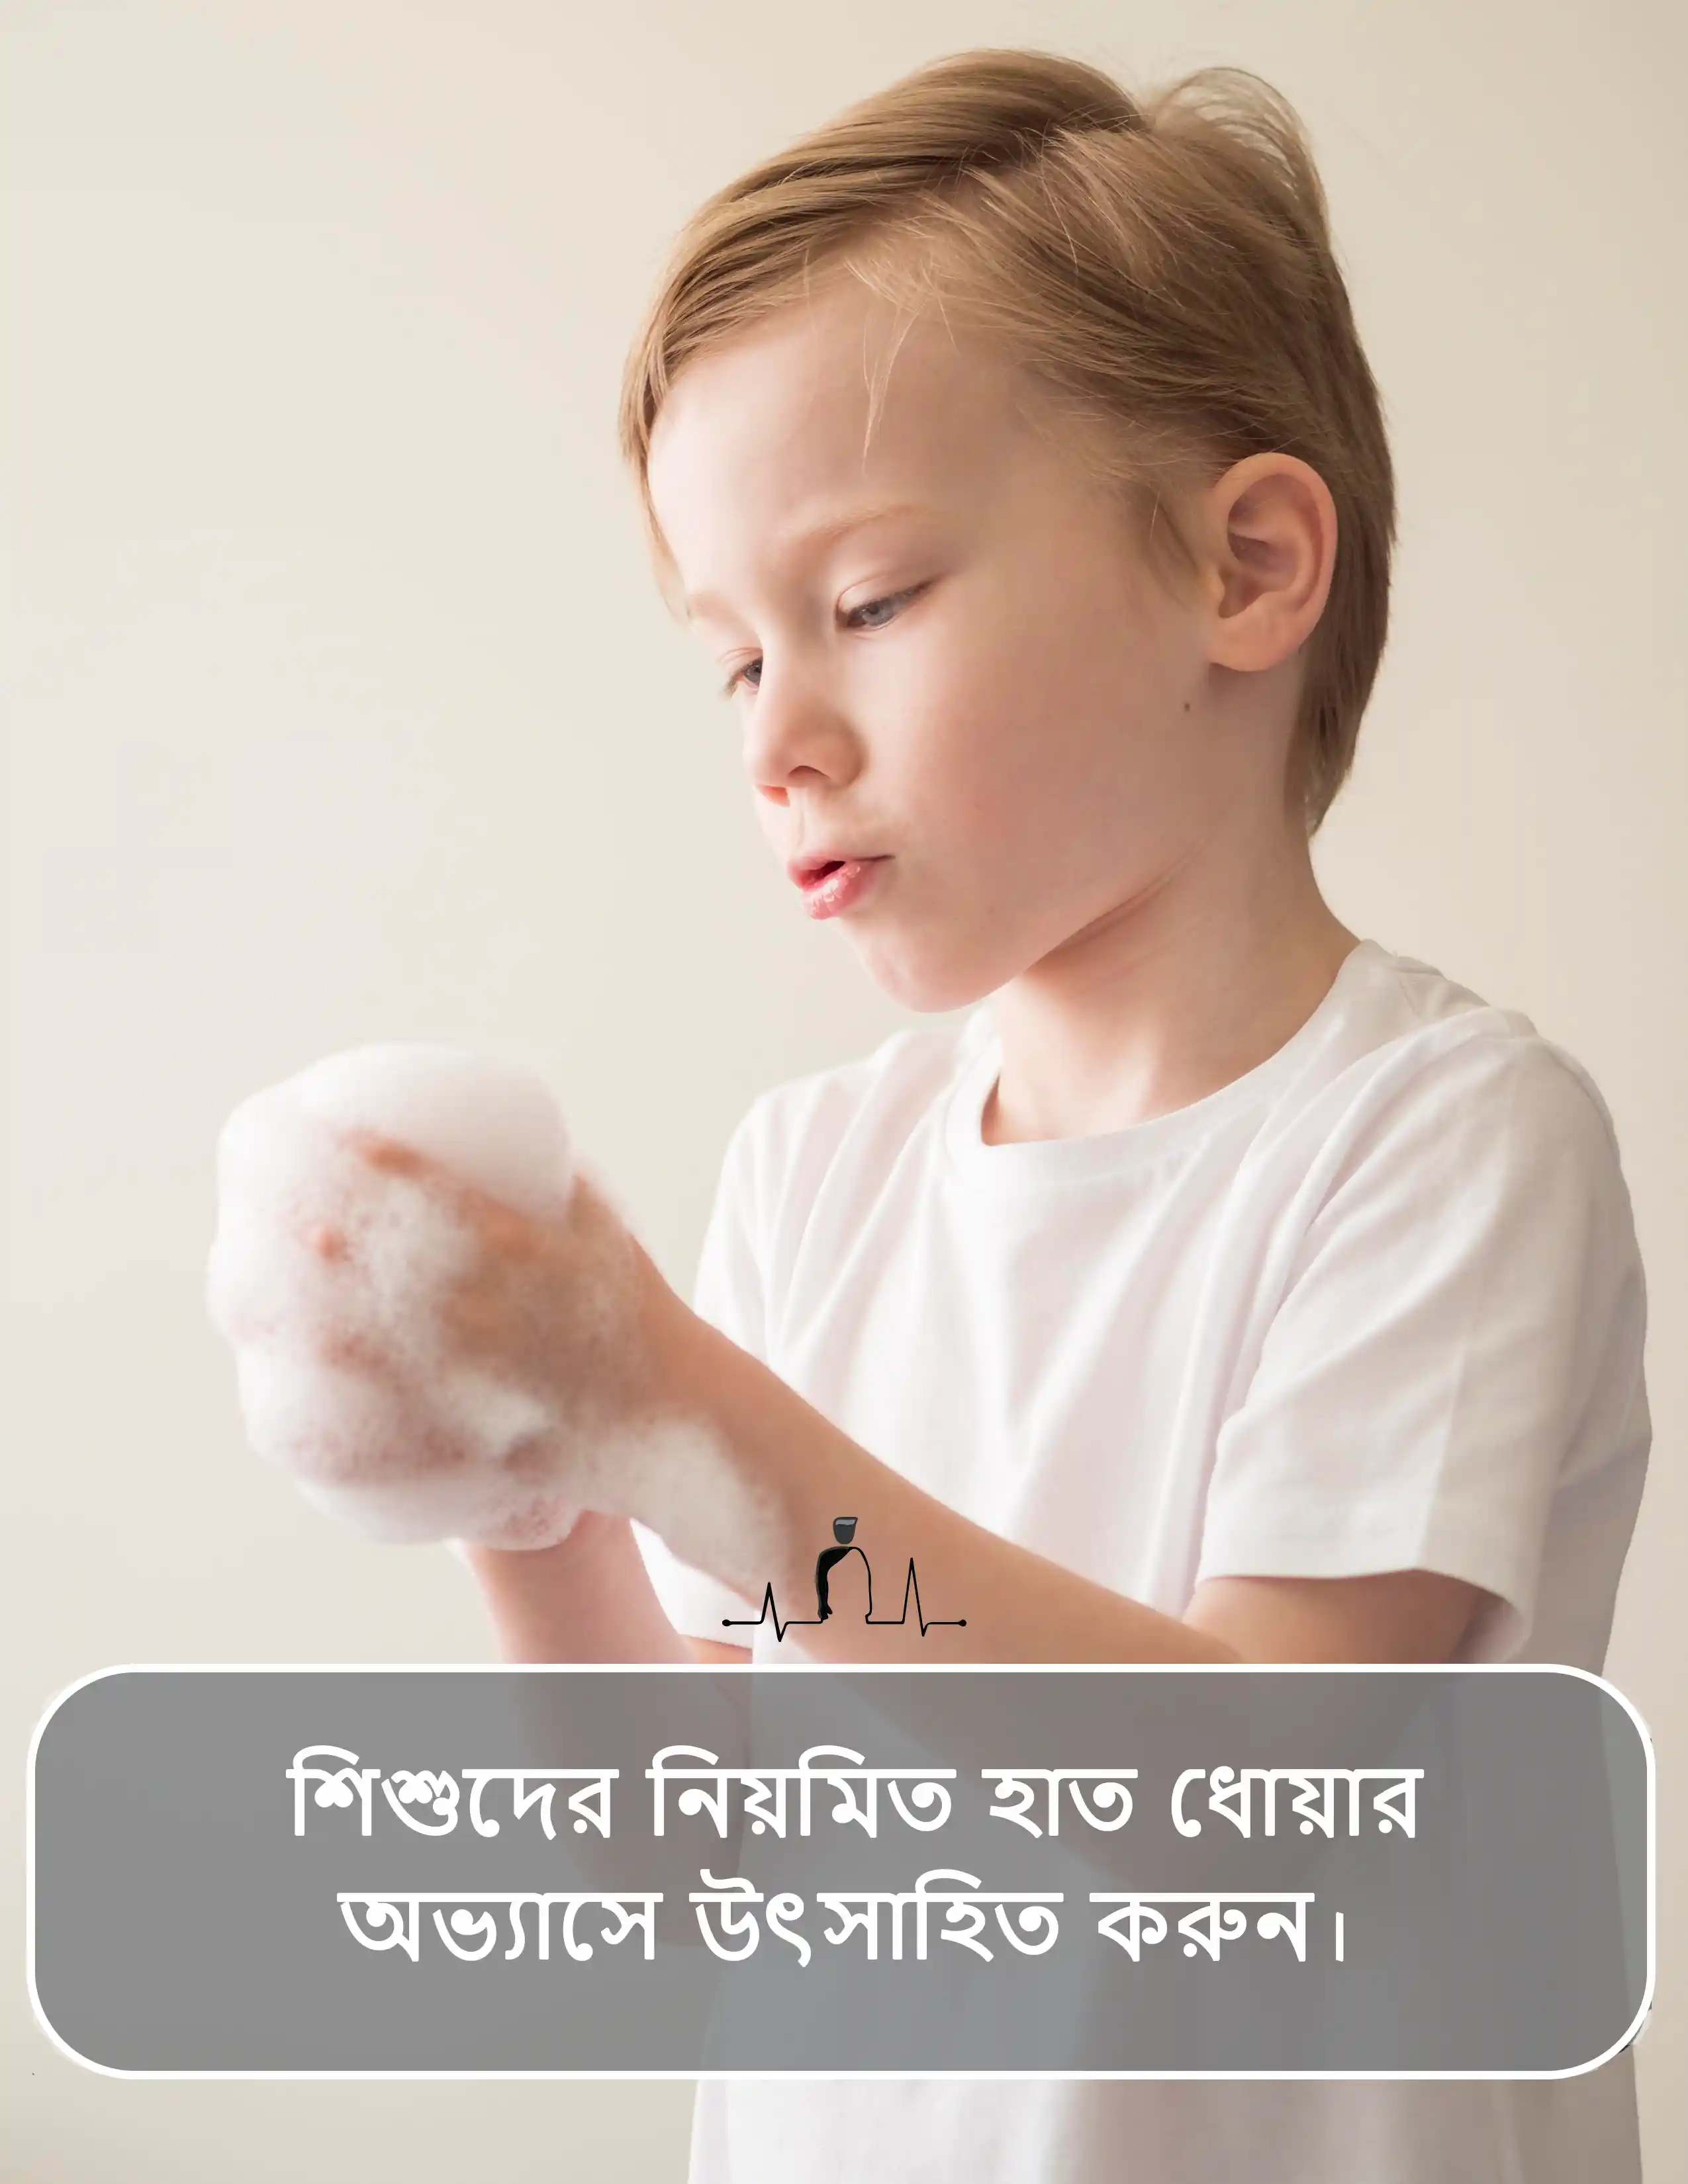 শিশুদের নিয়মিত হাত ধোয়ার
অভ্যাসে উৎসাহিত করুন।